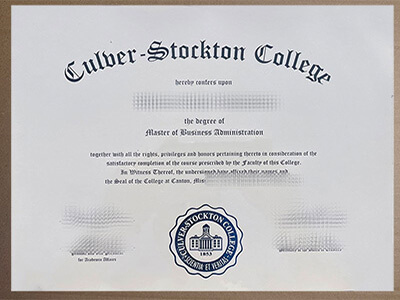 Culver-Stockton College
hereby confers upon
the degree of
Master of Business Administration
together with all the rights, privileges and honors pertaining thereto in consideration of the
satisfactory completion of the course prescribed by the Faculty of this College.
In Witness Thereof, the undersigned have affixed their names and
the Seal of the College at Canton,
CULVER-STOCKTON COLLEGE
1853
for Academic Affairs